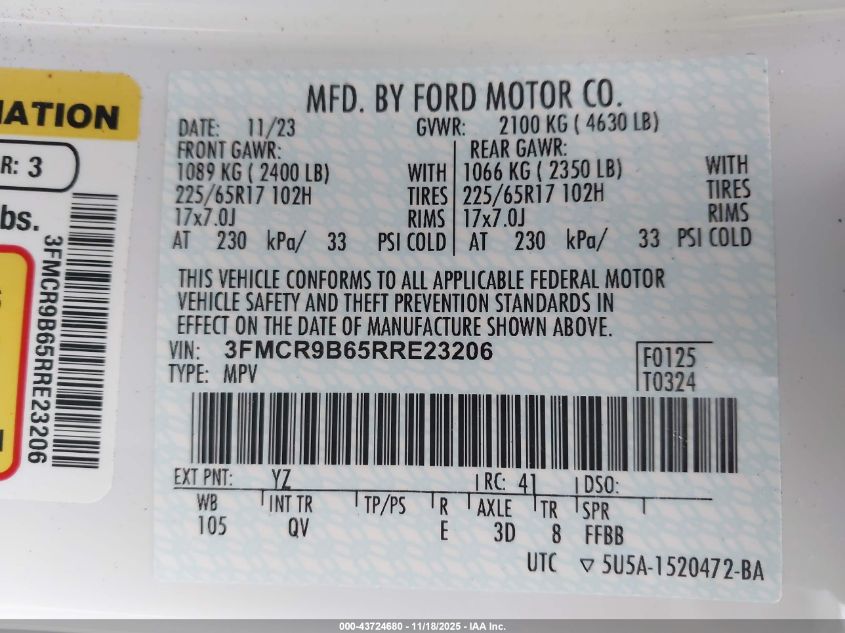 MATION
R: 3
bs.
3FMCR9B65RRE23206
MFD. BY FORD MOTOR CO.
DATE: 11/23 GVWR: 2100 KG ( 4630 LB)
FRONT GAWR: REAR GAWR:
1089 KG ( 2400 LB) WITH 1066 KG ( 2350 LB) WITH
225/65R17 102H TIRES 225/65R17 102H TIRES
17x7.0J RIMS 17x7.0J RIMS
AT 230 kPa/ 33 PSI COLD AT 230 kPa/ 33 PSI COLD
THIS VEHICLE CONFORMS TO ALL APPLICABLE FEDERAL MOTOR
VEHICLE SAFETY AND THEFT PREVENTION STANDARDS IN
EFFECT ON THE DATE OF MANUFACTURE SHOWN ABOVE.
VIN: 3FMCR9B65RRE23206 F0125
TYPE: MPV T0324
EXT PNT: YZ RC: 41 DSO:
WB INT TR TP/PS R AXLE TR SPR
105 QV E 3D 8 FFBB
UTC ▽ 5U5A-1520472-BA
000-43724680 - 11/18/2025 - IAA Inc.